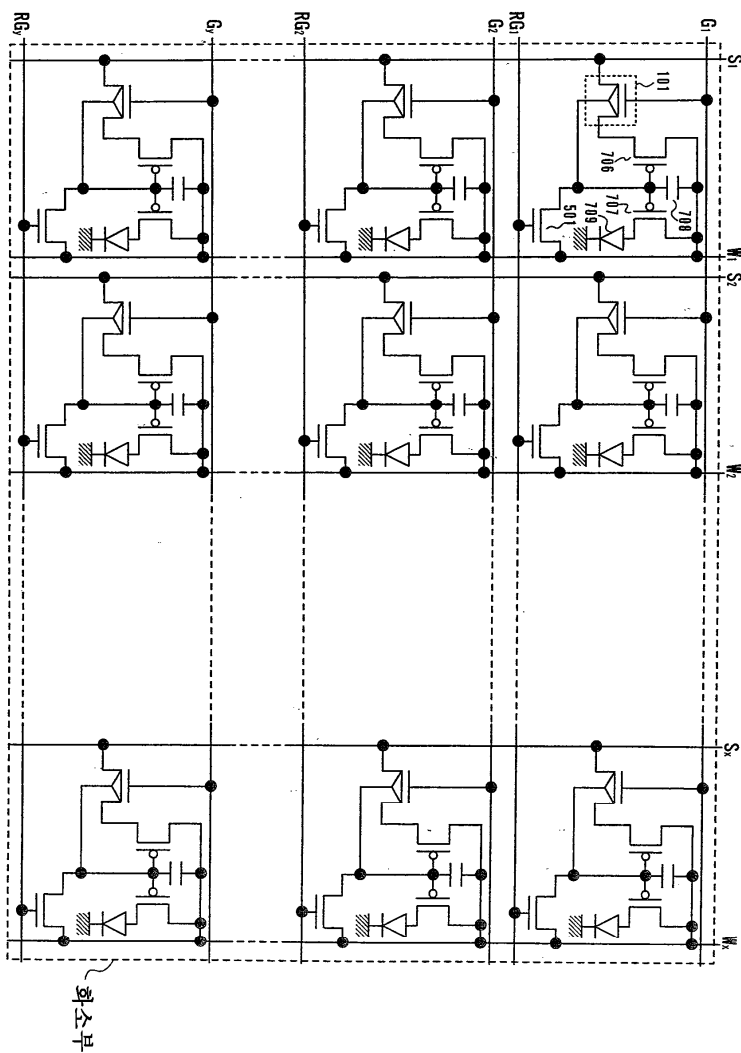 S₁ W₁ S₂ W₂ Sₓ Wₓ
G₁
101
706
708
707
709
501
RG₁
G₂
RG₂
Gy
RGy
화소부